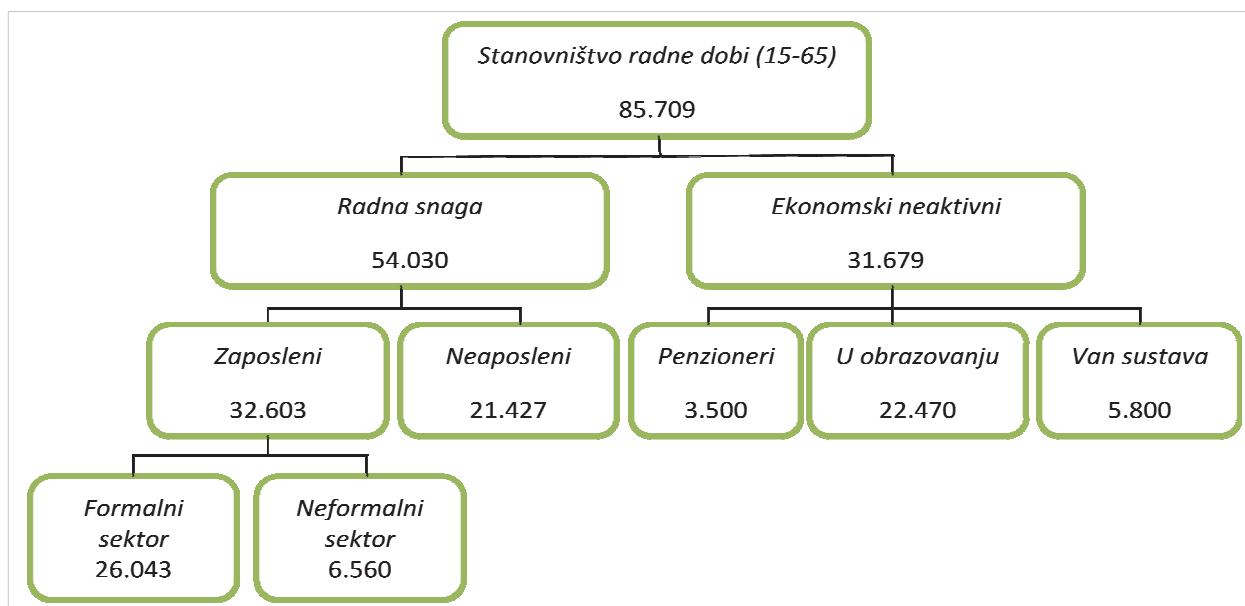 Stanovništvo radne dobi (15-65)
85.709
Radna snaga
54.030
Ekonomski neaktivni
31.679
Zaposleni
32.603
Neaposleni
21.427
Penzioneri
3.500
U obrazovanju
22.470
Van sustava
5.800
Formalni
sektor
26.043
Neformalni
sektor
6.560